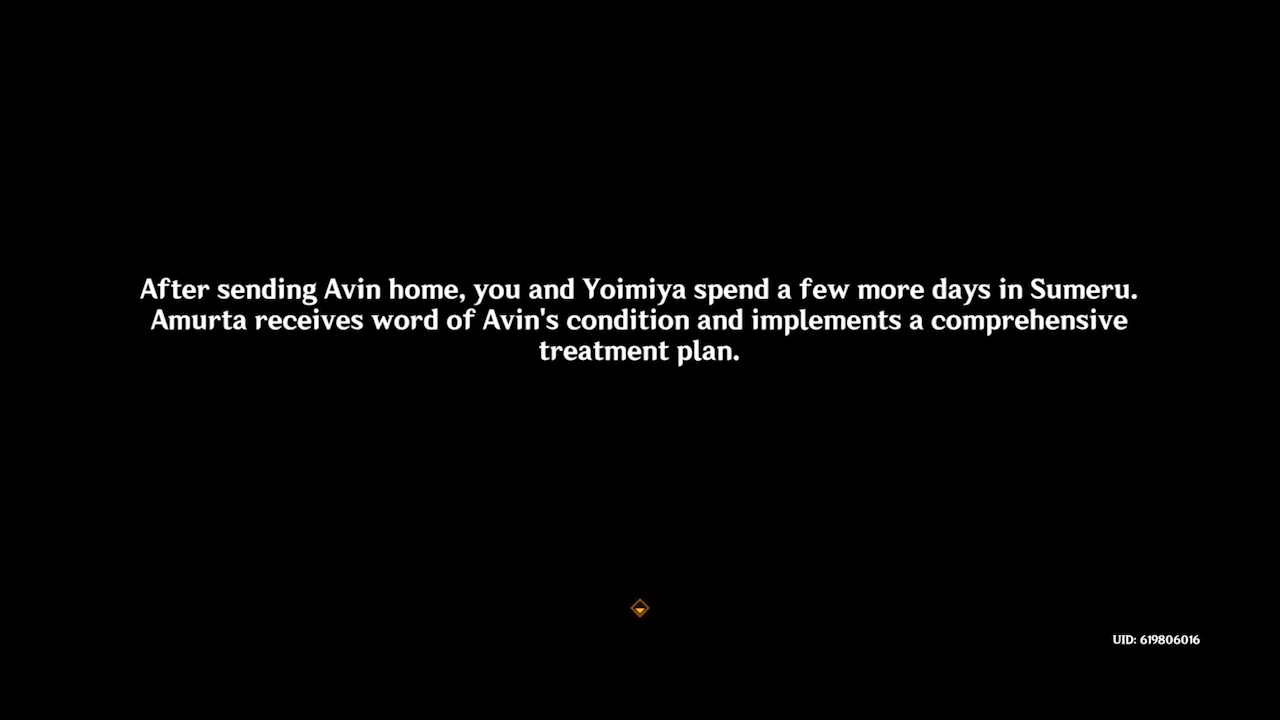 After sending Avin home, you and Yoimiya spend a few more days in Sumeru.
Amurta receives word of Avin's condition and implements a comprehensive
treatment plan.
UID: 619806016